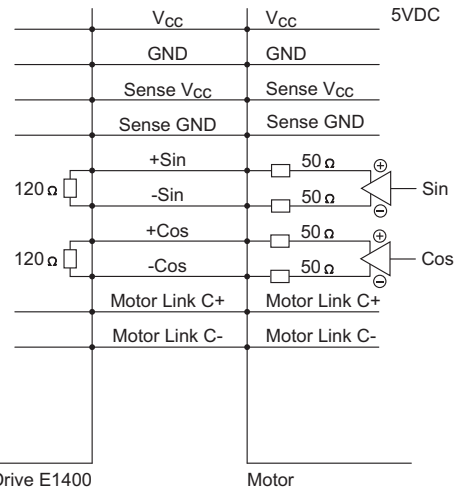 V_CC V_CC 5VDC
GND GND
Sense V_CC Sense V_CC
Sense GND Sense GND
+Sin 50 Ω ⊕
120 Ω -Sin 50 Ω ⊖ Sin
+Cos 50 Ω ⊕
120 Ω -Cos 50 Ω ⊖ Cos
Motor Link C+ Motor Link C+
Motor Link C- Motor Link C-
Drive E1400 Motor